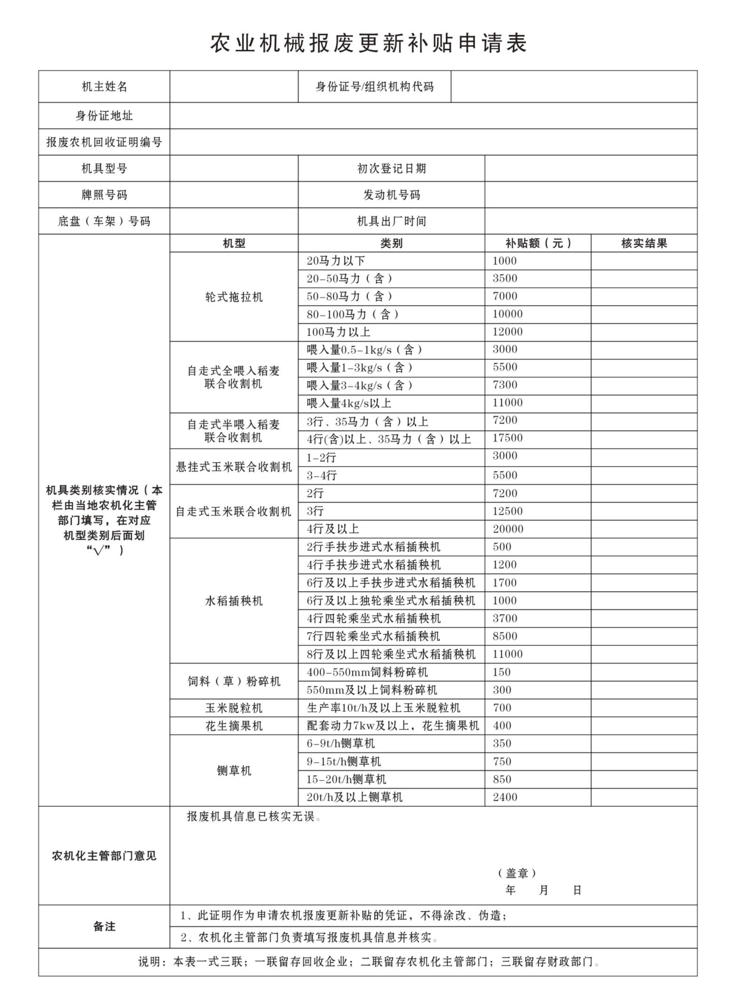 农业机械报废更新补贴申请表
机主姓名
身份证号/组织机构代码
身份证地址
报废农机回收证明编号
机具型号
初次登记日期
牌照号码
发动机号码
底盘（车架）号码
机具出厂时间
机具类别核实情况（本
栏由当地农机化主管
部门填写，在对应
机型类别后面划
“√”）
机型 类别 补贴额（元） 核实结果
轮式拖拉机
20马力以下 1000
20-50马力（含） 3500
50-80马力（含） 7000
80-100马力（含） 10000
100马力以上 12000
自走式全喂入稻麦
联合收割机
喂入量0.5-1kg/s（含） 3000
喂入量1-3kg/s（含） 5500
喂入量3-4kg/s（含） 7300
喂入量4kg/s以上 11000
自走式半喂入稻麦
联合收割机
3行、35马力（含）以上 7200
4行(含)以上、35马力（含）以上 17500
悬挂式玉米联合收割机
1-2行 3000
3-4行 5500
自走式玉米联合收割机
2行 7200
3行 12500
4行及以上 20000
水稻插秧机
2行手扶步进式水稻插秧机 500
4行手扶步进式水稻插秧机 1200
6行及以上手扶步进式水稻插秧机 1700
6行及以上独轮乘坐式水稻插秧机 1000
4行四轮乘坐式水稻插秧机 3700
7行四轮乘坐式水稻插秧机 8500
8行及以上四轮乘坐式水稻插秧机 11000
饲料（草）粉碎机
400-550mm饲料粉碎机 150
550mm及以上饲料粉碎机 300
玉米脱粒机 生产率10t/h及以上玉米脱粒机 700
花生摘果机 配套动力7kw及以上，花生摘果机 400
铡草机
6-9t/h铡草机 350
9-15t/h铡草机 750
15-20t/h铡草机 850
20t/h及以上铡草机 2400
农机化主管部门意见
报废机具信息已核实无误。
（盖章）
年 月 日
备注
1、此证明作为申请农机报废更新补贴的凭证，不得涂改、伪造；
2、农机化主管部门负责填写报废机具信息并核实。
说明：本表一式三联；一联留存回收企业；二联留存农机化主管部门；三联留存财政部门。